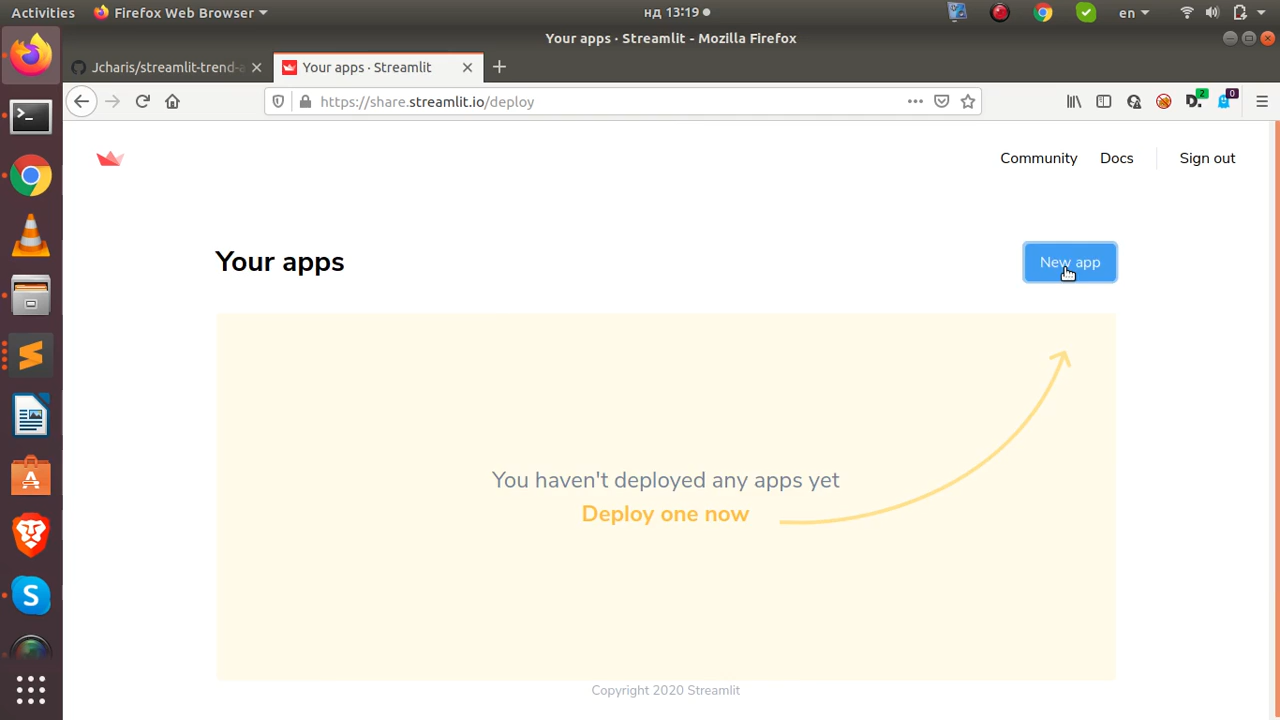 Activities
Firefox Web Browser
нд 13:19
en
Your apps · Streamlit - Mozilla Firefox
Jcharis/streamlit-trend-a
Your apps · Streamlit
https://share.streamlit.io/deploy
D.
2
0
Community
Docs
Sign out
Your apps
New app
You haven't deployed any apps yet
Deploy one now
Copyright 2020 Streamlit